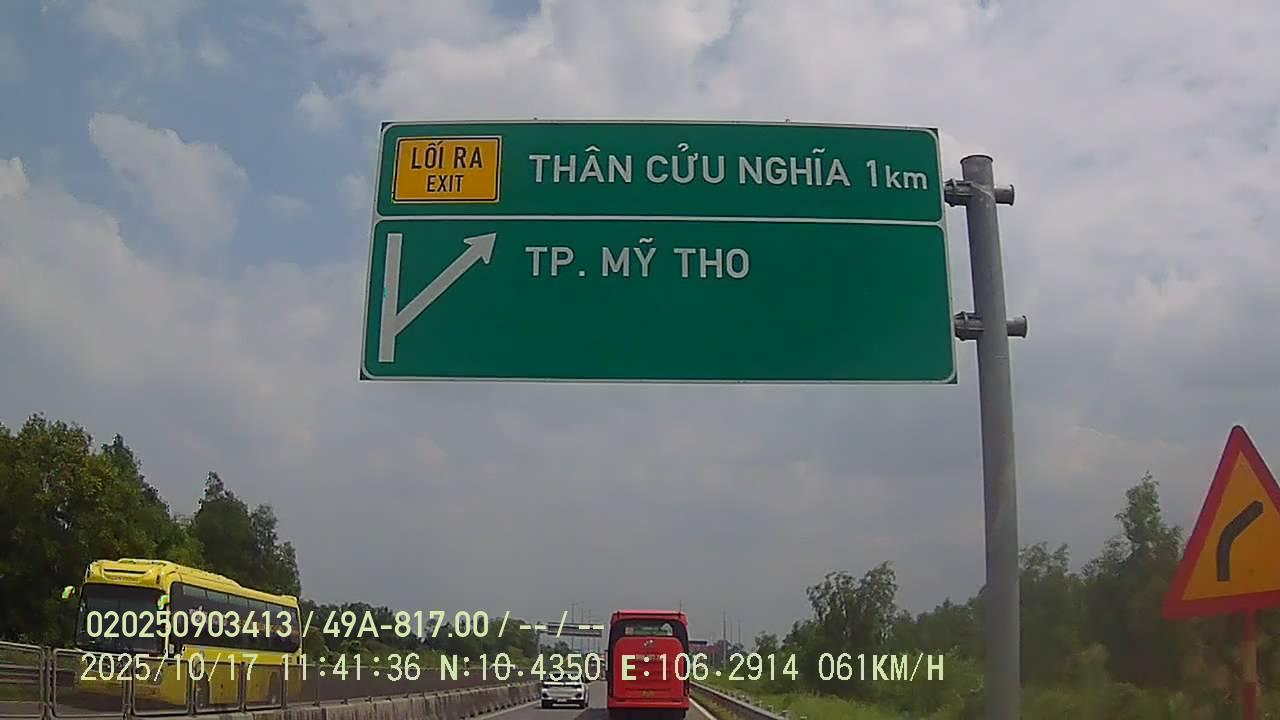 LỐI RA
EXIT
THÂN CỬU NGHĨA 1km
TP. MỸ THO
020250903413 / 49A-817.00 / -- / --
2025/10/17 11:41:36 N:10.4350 E:106.2914 061KM/H